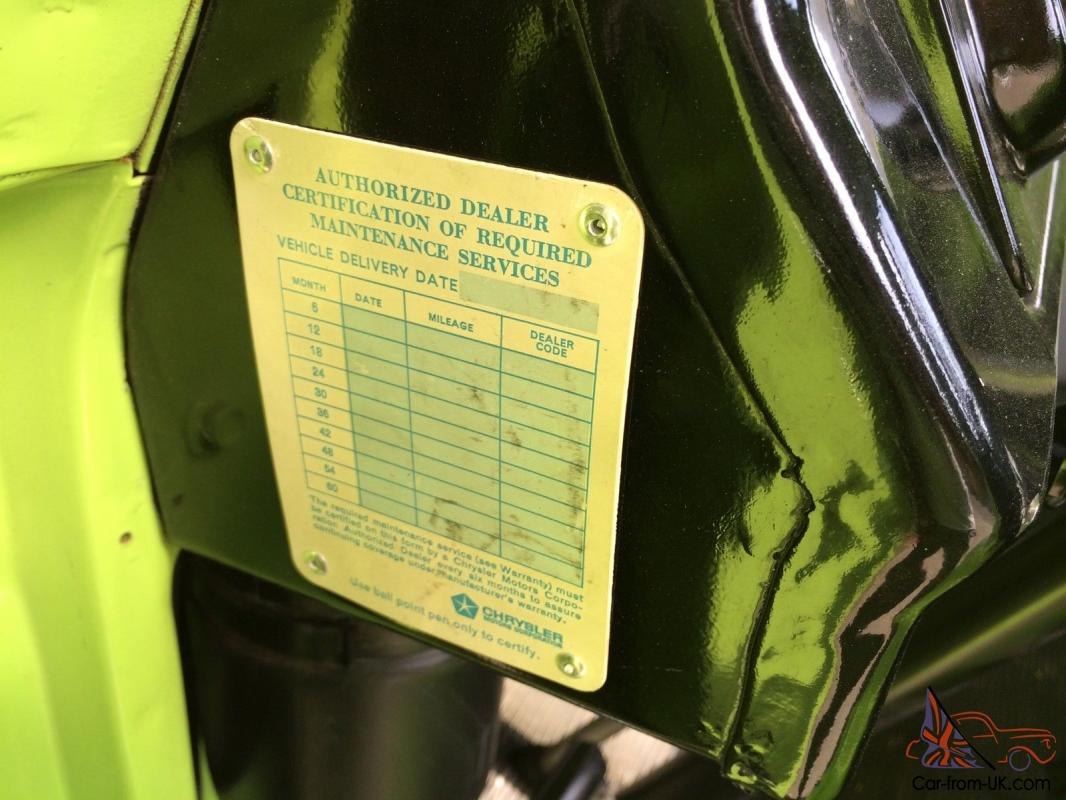 AUTHORIZED DEALER
CERTIFICATION OF REQUIRED
MAINTENANCE SERVICES
VEHICLE DELIVERY DATE
MONTH DATE MILEAGE DEALER CODE
6
12
18
24
30
36
42
48
54
60
The required maintenance service (see Warranty) must
be certified on this form by a Chrysler Motors Corpo-
ration Authorized Dealer every six months to assure
continuing coverage under manufacturer's warranty.
CHRYSLER
MOTORS CORPORATION
Use ball point pen only to certify.
Car-from-UK.com